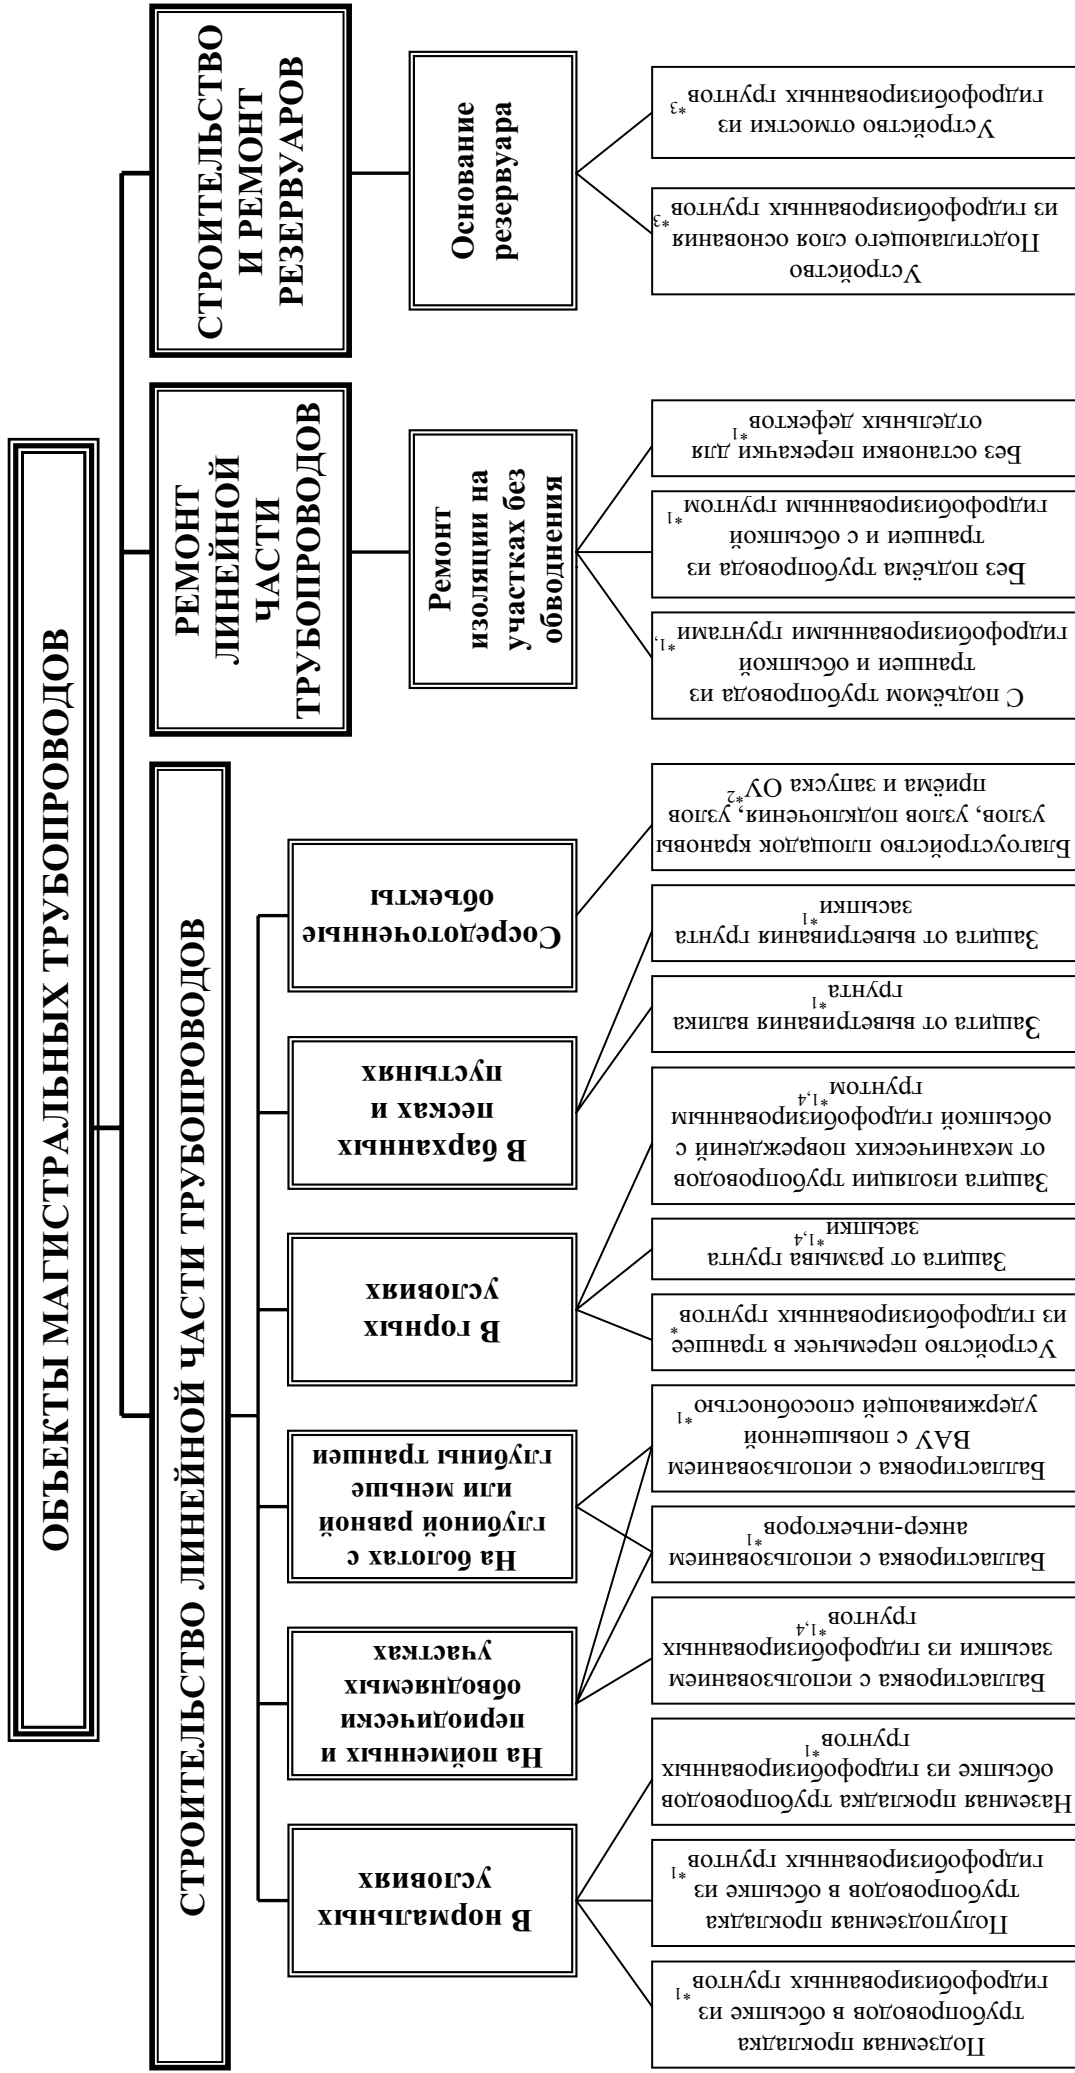 ОБЪЕКТЫ МАГИСТРАЛЬНЫХ ТРУБОПРОВОДОВ
СТРОИТЕЛЬСТВО ЛИНЕЙНОЙ ЧАСТИ ТРУБОПРОВОДОВ
РЕМОНТ
ЛИНЕЙНОЙ
ЧАСТИ
ТРУБОПРОВОДОВ
СТРОИТЕЛЬСТВО
И РЕМОНТ
РЕЗЕРВУАРОВ
В нормальных
условиях
На пойменных и
периодически
обводняемых
участках
На болотах с
глубиной равной
или меньше
глубины траншеи
В горных
условиях
В барханных
песках и
пустынях
Сосредоточенные
объекты
Ремонт
изоляции на
участках без
обводнения
Основание
резервуара
Подземная прокладка
трубопроводов в обсыпке из
гидрофобизированных грунтов*1
Полуподземная прокладка
трубопроводов в обсыпке из
гидрофобизированных грунтов*1
Наземная прокладка трубопроводов
обсыпке из гидрофобизированных
грунтов*1
Балластировка с использованием
засыпки из гидрофобизированных
грунтов*1,4
Балластировка с использованием
анкер-инъекторов*1
Балластировка с использованием
ВАУ с повышенной
удерживающей способностью*1
Устройство перемычек в траншее
из гидрофобизированных грунтов*
Защита от размыва грунта
засыпки*1,4
Защита изоляции трубопроводов
от механических повреждений с
обсыпкой гидрофобизированным
грунтом*1,4
Защита от выветривания валика
грунта*1
Защита от выветривания грунта
засыпки*1
Благоустройство площадок крановы
узлов, узлов подключения, узлов
приёма и запуска ОУ*2
С подъёмом трубопровода из
траншеи и обсыпкой
гидрофобизированными грунтами*1,
Без подъёма трубопровода из
траншеи и с обсыпкой
гидрофобизированным грунтом*1
Без остановки перекачки для
отдельных дефектов*1
Устройство
Подстилающего слоя основания
из гидрофобизированных грунтов*3
Устройство отмостки из
гидрофобизированных грунтов*3